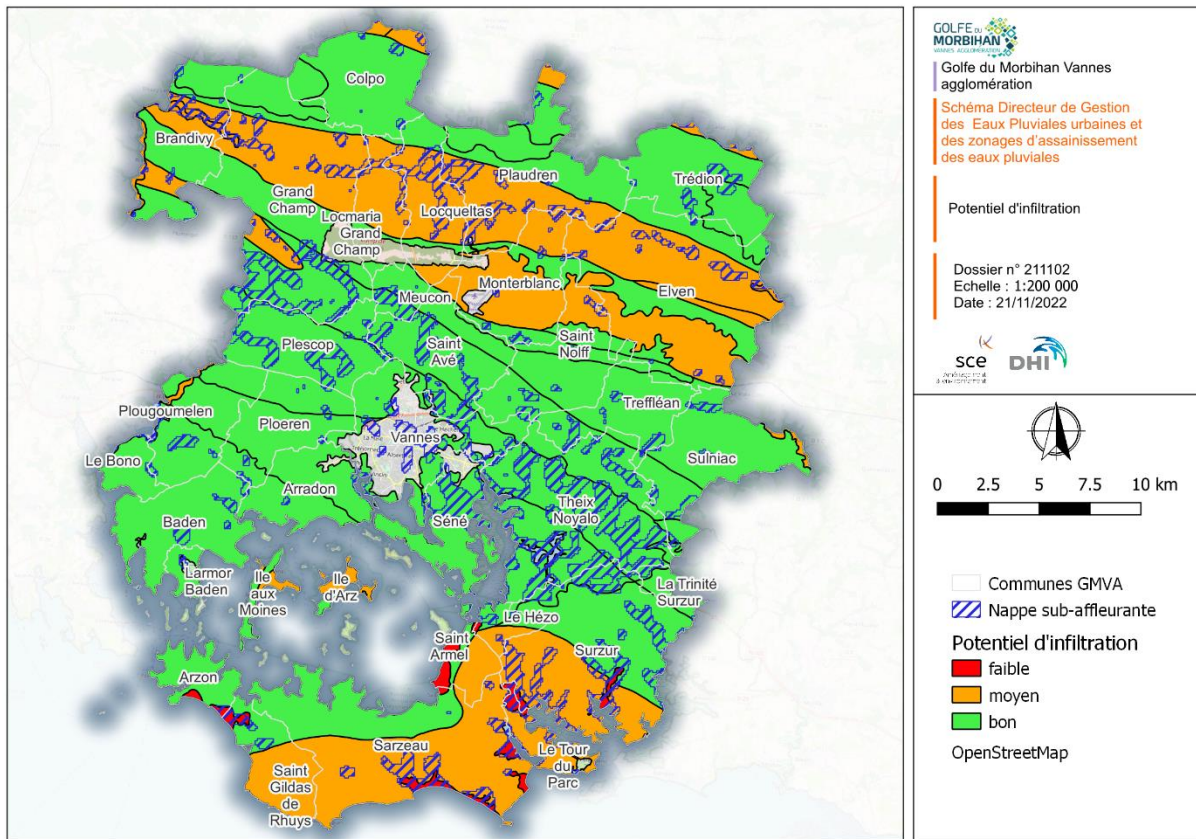 Colpo
Brandivy
Plaudren
Trédion
Grand
Champ
Locmaria
Grand
Champ
Locqueltas
Meucon
Monterblanc
Elven
Saint
Nolff
Plescop
Saint
Avé
Treffléan
Plougoumelen
Ploeren
Vannes
Sulniac
Le Bono
Arradon
Séné
Theix
Noyalo
Baden
Larmor
Baden
Ile
aux
Moines
Ile
d'Arz
La Trinité
Surzur
Le Hézo
Saint
Armel
Surzur
Arzon
Sarzeau
Le Tour
du
Parc
Saint
Gildas
de
Rhuys
GOLFE DU
MORBIHAN
VANNES AGGLOMÉRATION
Golfe du Morbihan Vannes
agglomération
Schéma Directeur de Gestion
des Eaux Pluviales urbaines et
des zonages d'assainissement
des eaux pluviales
Potentiel d'infiltration
Dossier n° 211102
Echelle : 1:200 000
Date : 21/11/2022
sce
Aménagement
& environnement
DHI
0 2.5 5 7.5 10 km
Communes GMVA
Nappe sub-affleurante
Potentiel d'infiltration
faible
moyen
bon
OpenStreetMap